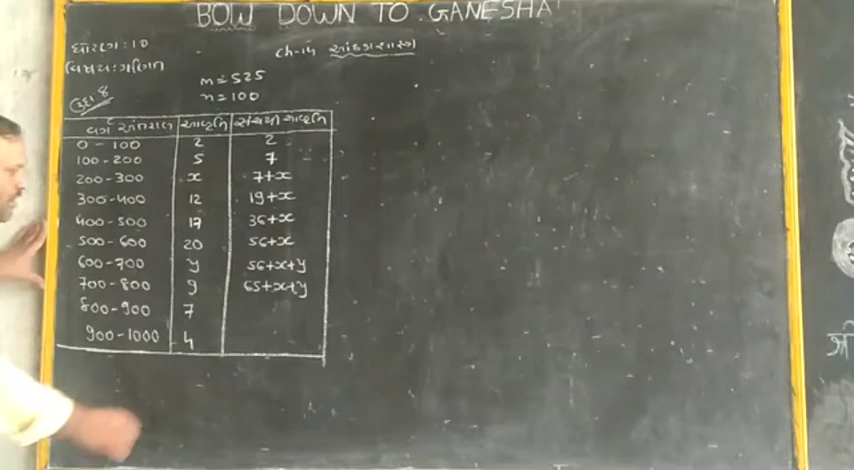 BOW DOWN TO GANESHA
ધોરણ : 10
ch-14 આંકડાશાસ્ત્ર
વિષય : ગણિત
m = 525
n = 100
વર્ગ અંતરાલ આવૃત્તિ સંચયી આવૃત્તિ
0 - 100 2 2
100 - 200 5 7
200 - 300 x 7+x
300 - 400 12 19+x
400 - 500 17 36+x
500 - 600 20 56+x
600 - 700 y 56+x+y
700 - 800 9 65+x+y
800 - 900 7
900 - 1000 4